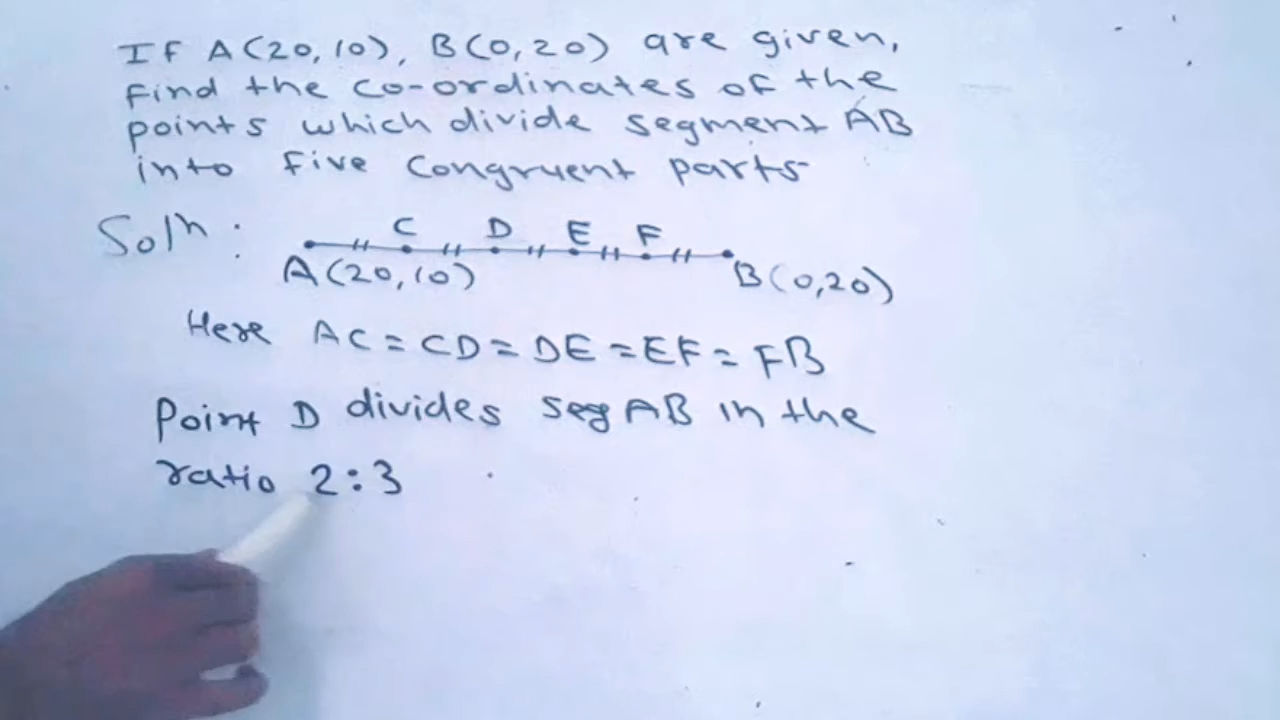 If A(20,10), B(0,20) are given,
find the co-ordinates of the
points which divide segment AB
into five congruent parts
Soln:
C D E F
A(20,10) B(0,20)
Here AC=CD=DE=EF=FB
Point D divides seg AB in the
ratio 2:3